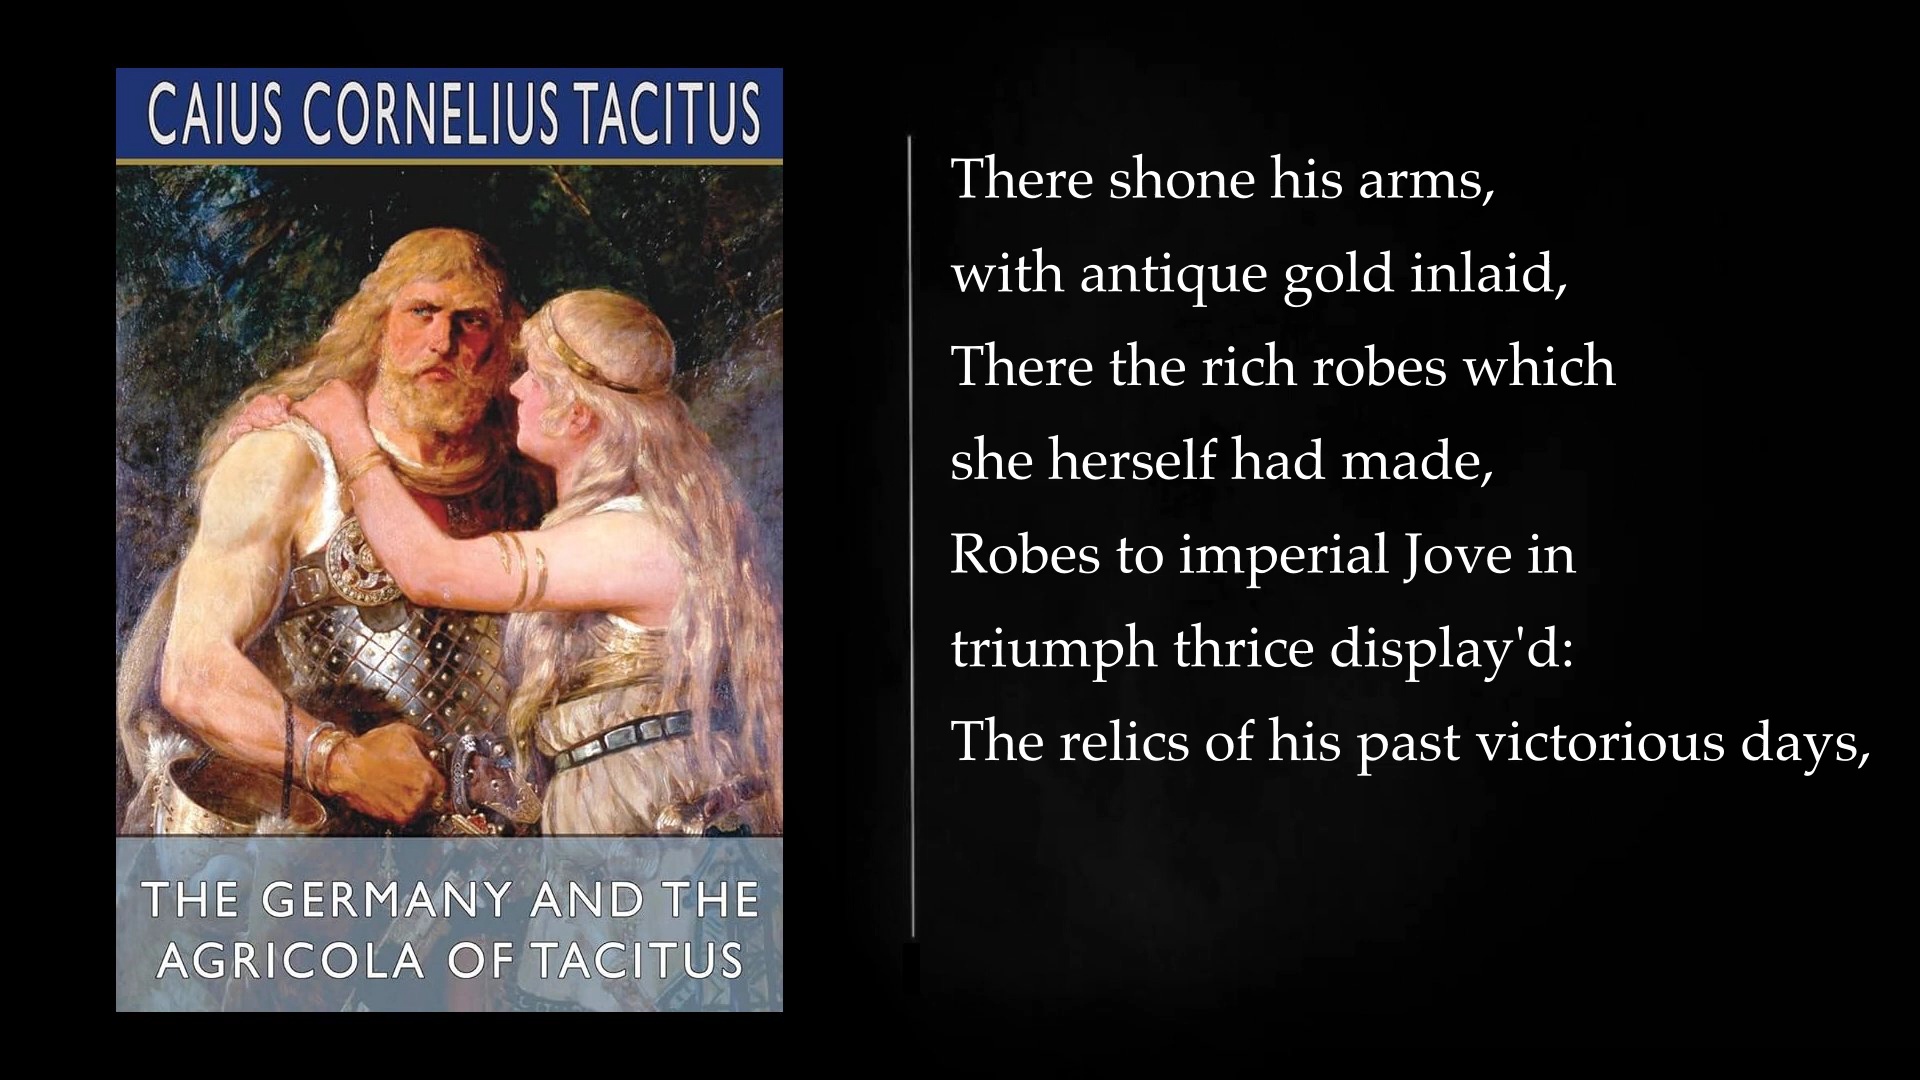 CAIUS CORNELIUS TACITUS
THE GERMANY AND THE
AGRICOLA OF TACITUS
There shone his arms,
with antique gold inlaid,
There the rich robes which
she herself had made,
Robes to imperial Jove in
triumph thrice display'd:
The relics of his past victorious days,